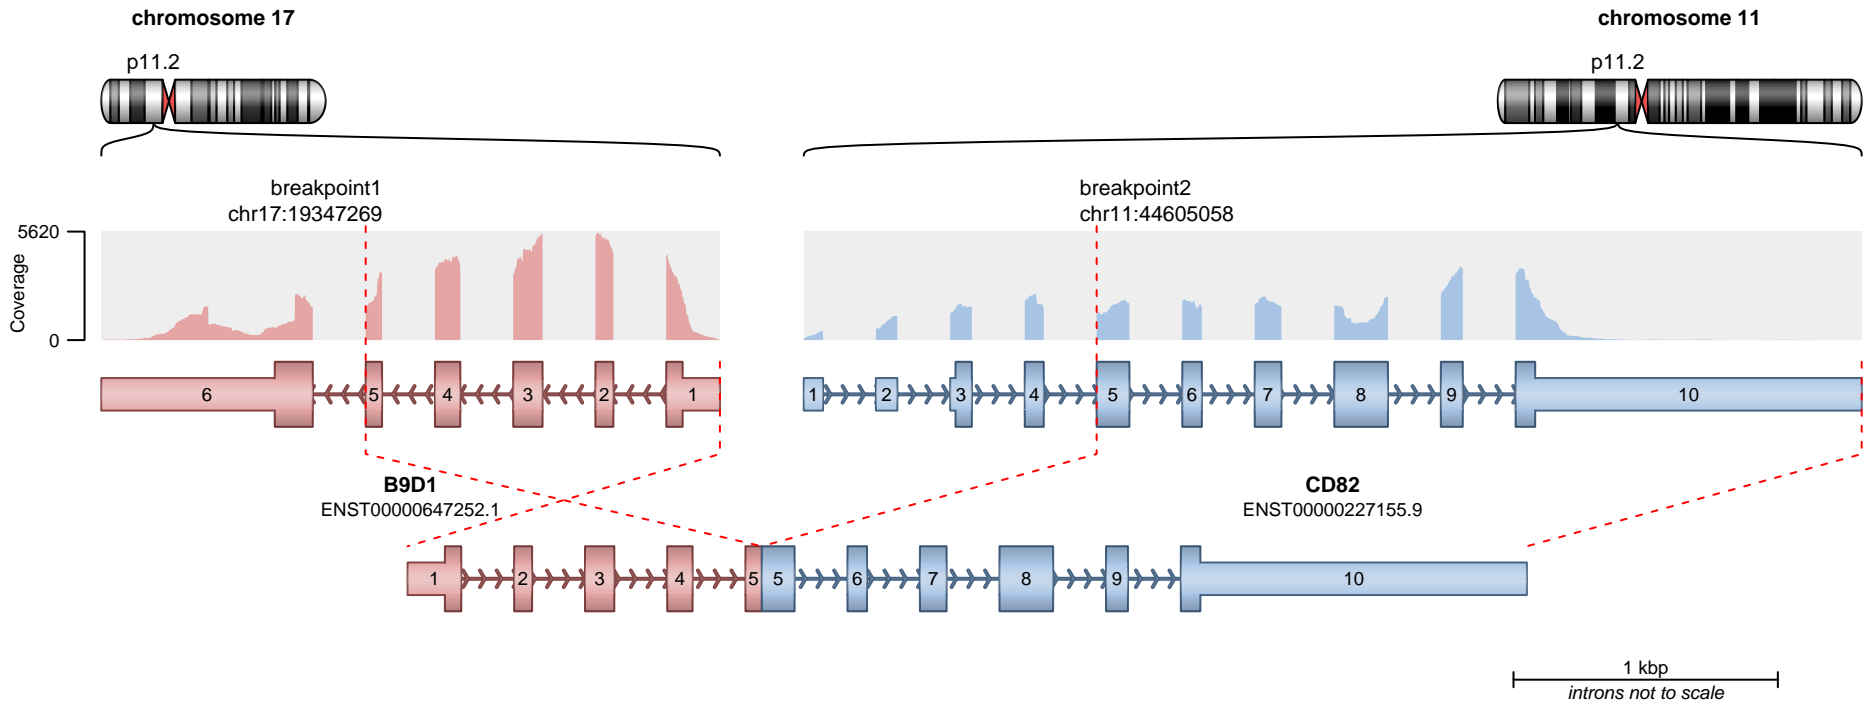 chromosome 17
chromosome 11
p11.2
p11.2
breakpoint1
chr17:19347269
breakpoint2
chr11:44605058
5620
Coverage
0
6 5 4 3 2 1
1 2 3 4 5 6 7 8 9 10
B9D1
ENST00000647252.1
CD82
ENST00000227155.9
1 2 3 4 5 5 6 7 8 9 10
1 kbp
introns not to scale